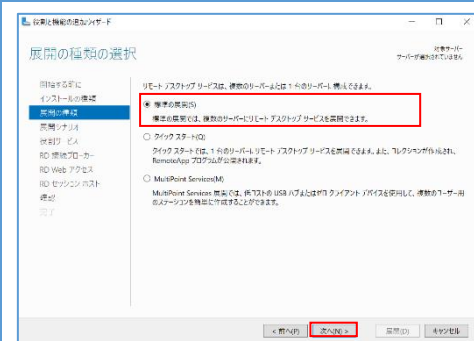 役割と機能の追加ウィザード
展開の種類の選択
対象サーバー
サーバーが選択されていません
開始する前に
インストールの種類
展開の種類
展開シナリオ
役割サービス
RD 接続ブローカー
RD Web アクセス
RD セッション ホスト
確認
完了
リモート デスクトップ サービスは、複数のサーバーまたは 1 台のサーバーに構成できます。
標準の展開(S)
標準の展開では、複数のサーバーにリモート デスクトップ サービスを展開できます。
クイック スタート(Q)
クイック スタートでは、1 台のサーバーにリモート デスクトップ サービスを展開できます。また、コレクションが作成され、
RemoteApp プログラムが公開されます。
MultiPoint Services(M)
MultiPoint Services 展開では、低コストの USB ハブまたはゼロ クライアント デバイスを使用して、複数のユーザー用
のステーションを簡単に作成することができます。
< 前へ(P)
次へ(N) >
展開(D)
キャンセル